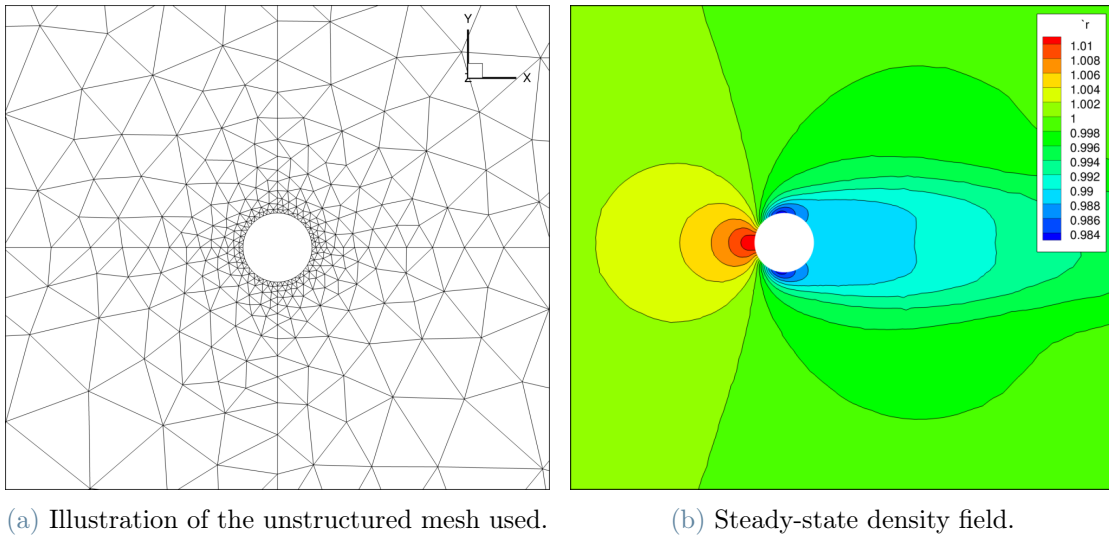 Y
X
Z
`r
1.01
1.008
1.006
1.004
1.002
1
0.998
0.996
0.994
0.992
0.99
0.988
0.986
0.984
(a) Illustration of the unstructured mesh used.
(b) Steady-state density field.